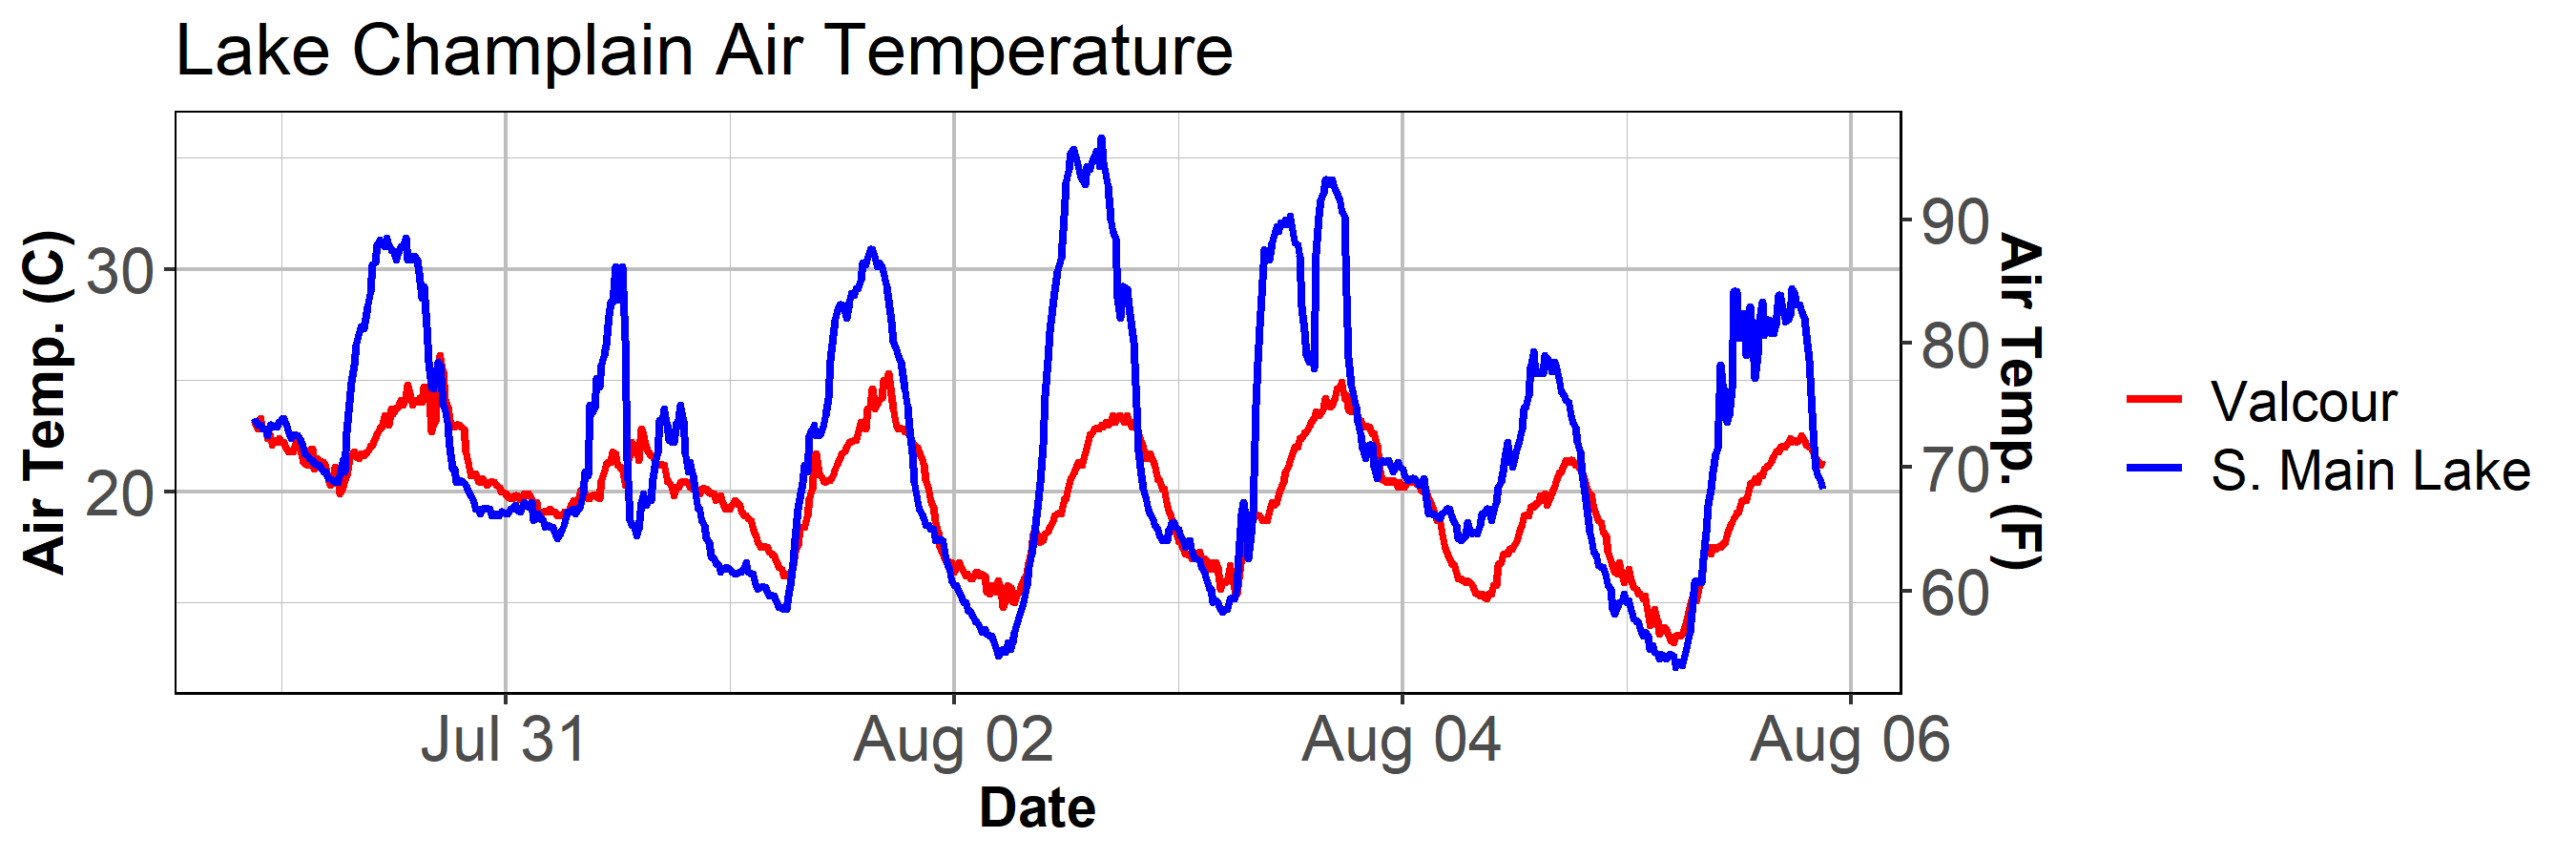 Lake Champlain Air Temperature
Air Temp. (C)
30
20
90
80
70
60
Air Temp. (F)
Jul 31
Aug 02
Aug 04
Aug 06
Date
Valcour
S. Main Lake